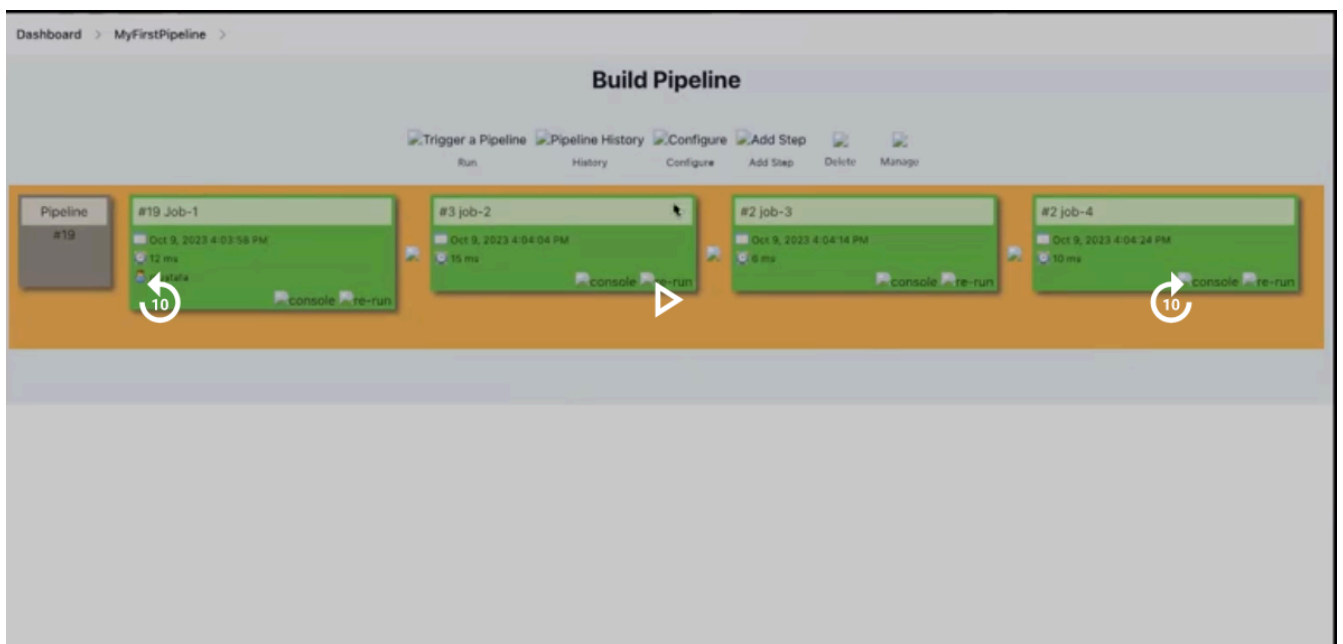 Dashboard > MyFirstPipeline >
Build Pipeline
Trigger a Pipeline Pipeline History Configure Add Step
Run History Configure Add Step Delete Manage
Pipeline
#19
#19 Job-1
Oct 9, 2023 4:03:58 PM
12 ms
console re-run
#3 job-2
Oct 9, 2023 4:04:04 PM
15 ms
console re-run
#2 job-3
Oct 9, 2023 4:04:14 PM
6 ms
console re-run
#2 job-4
Oct 9, 2023 4:04:24 PM
10 ms
console re-run
10
10